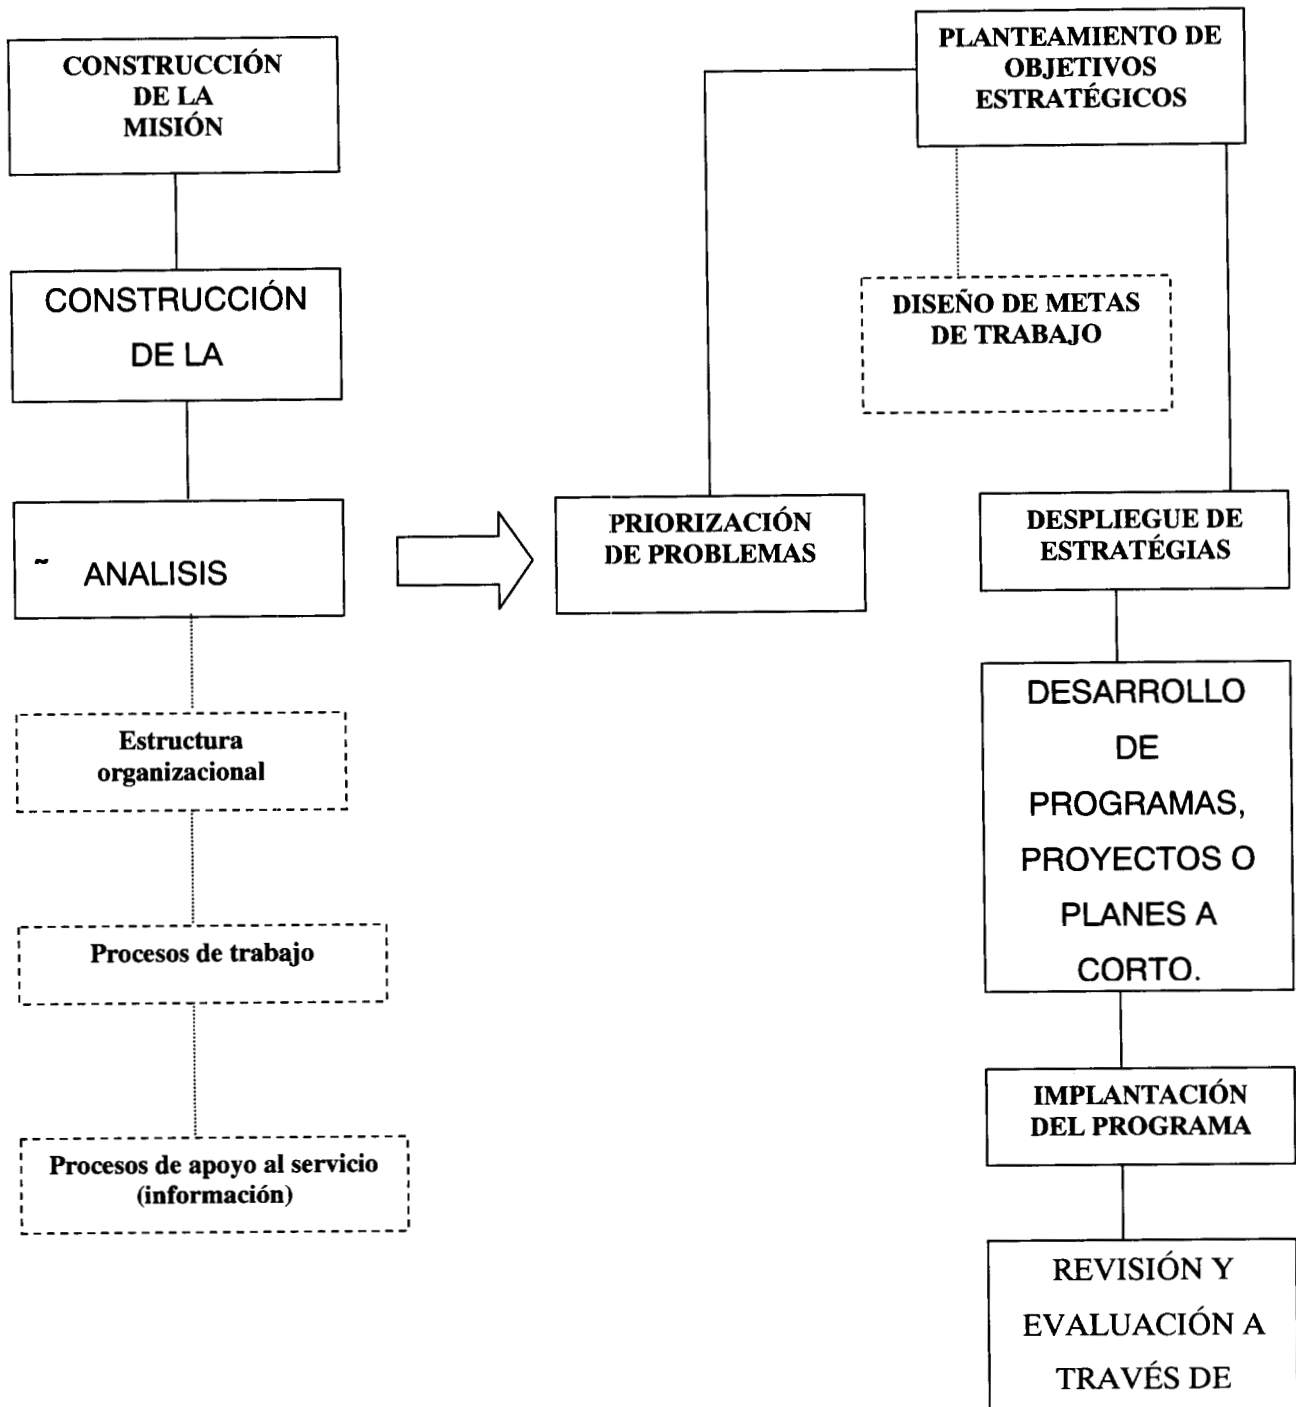 CONSTRUCCIÓN
DE LA
MISIÓN
CONSTRUCCIÓN
DE LA
~ ANALISIS
Estructura
organizacional
Procesos de trabajo
Procesos de apoyo al servicio
(información)
PRIORIZACIÓN
DE PROBLEMAS
PLANTEAMIENTO DE
OBJETIVOS
ESTRATÉGICOS
DISEÑO DE METAS
DE TRABAJO
DESPLIEGUE DE
ESTRATÉGIAS
DESARROLLO
DE
PROGRAMAS,
PROYECTOS O
PLANES A
CORTO.
IMPLANTACIÓN
DEL PROGRAMA
REVISIÓN Y
EVALUACIÓN A
TRAVÉS DE